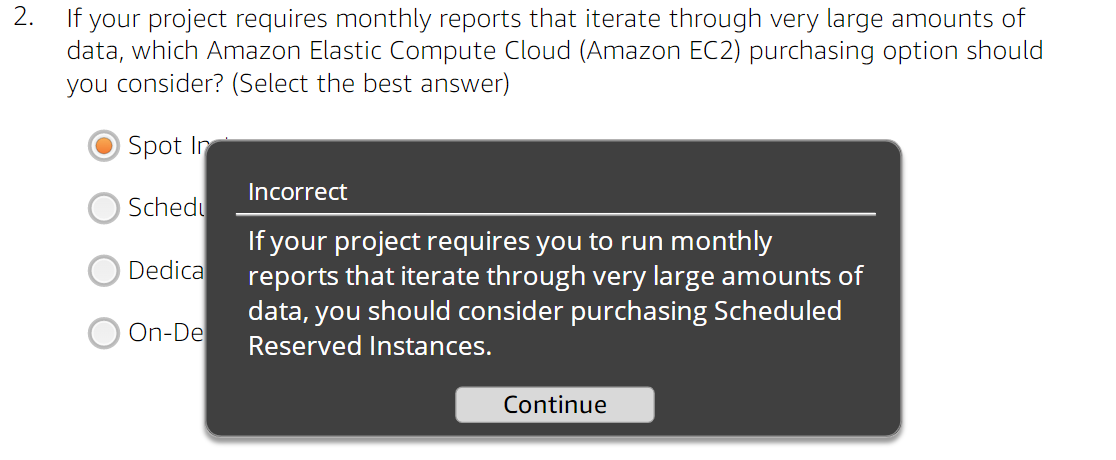 2. If your project requires monthly reports that iterate through very large amounts of
data, which Amazon Elastic Compute Cloud (Amazon EC2) purchasing option should
you consider? (Select the best answer)
Spot
Incorrect
If your project requires you to run monthly
reports that iterate through very large amounts of
data, you should consider purchasing Scheduled
Reserved Instances.
Continue